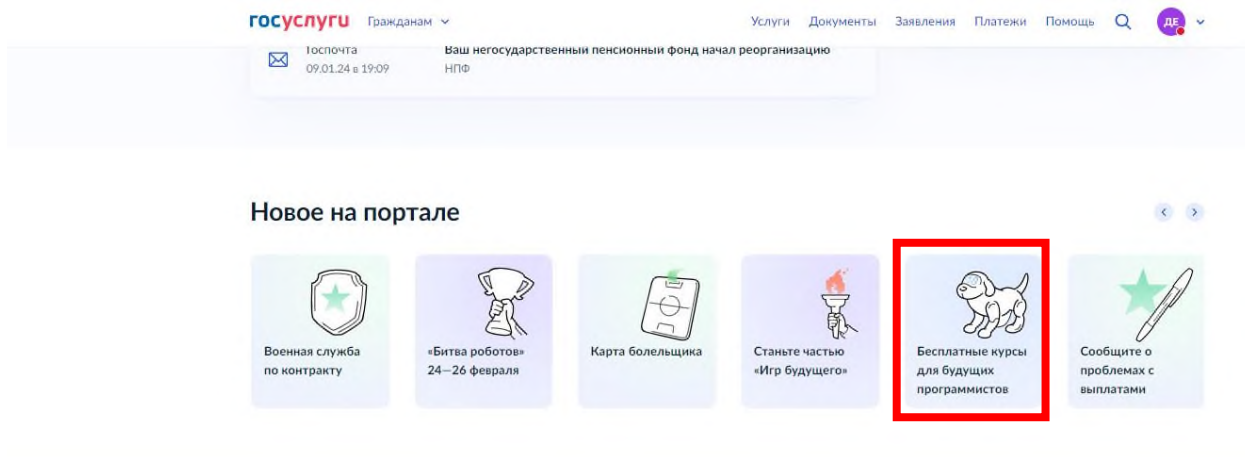 госуслуги Гражданам Услуги Документы Заявления Платежи Помощь ДЕ
Госпочта Ваш негосударственный пенсионный фонд начал реорганизацию
09.01.24 в 19:09 НПФ
Новое на портале
Военная служба
по контракту
«Битва роботов»
24—26 февраля
Карта болельщика
Станьте частью
«Игр будущего»
Бесплатные курсы
для будущих
программистов
Сообщите о
проблемах с
выплатами